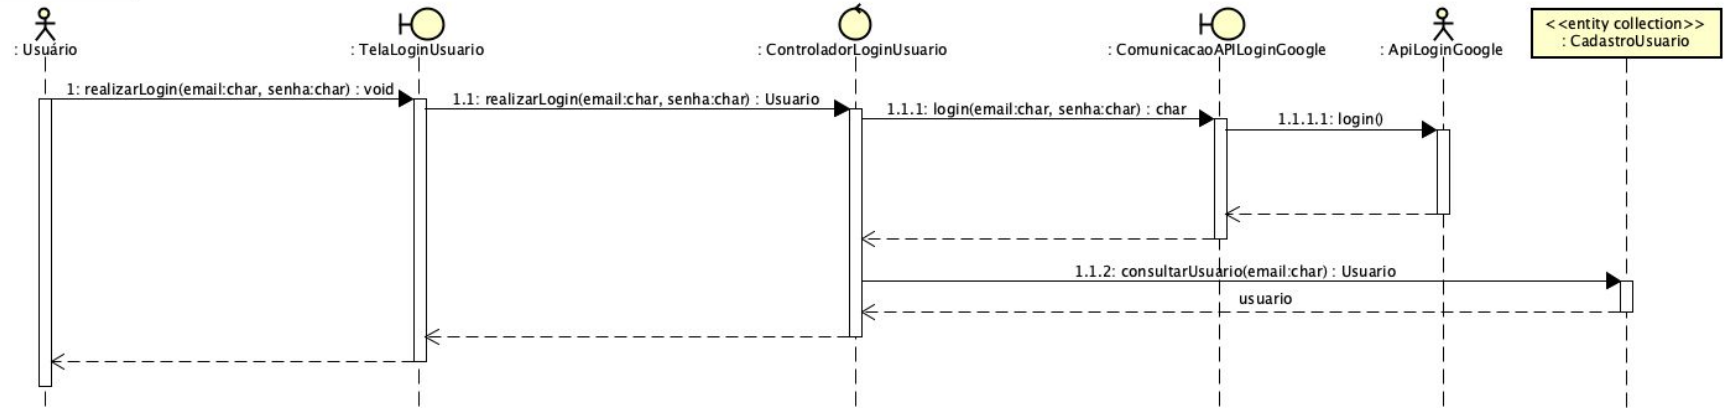 : Usuário
: TelaLoginUsuario
: ControladorLoginUsuario
: ComunicacaoAPILoginGoogle
: ApiLoginGoogle
<<entity collection>>
: CadastroUsuario
1: realizarLogin(email:char, senha:char) : void
1.1: realizarLogin(email:char, senha:char) : Usuario
1.1.1: login(email:char, senha:char) : char
1.1.1.1: login()
1.1.2: consultarUsuario(email:char) : Usuario
usuario